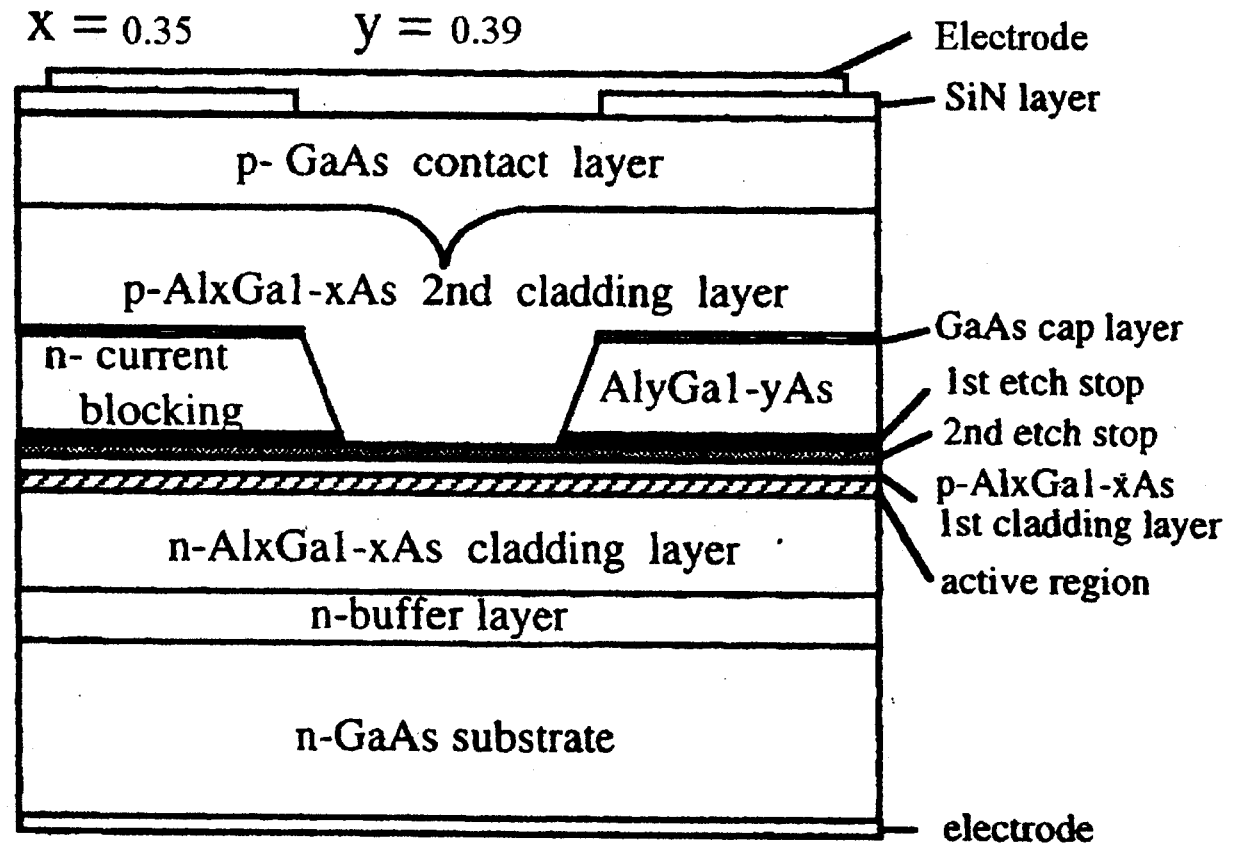 x = 0.35 y = 0.39
Electrode
SiN layer
p- GaAs contact layer
p-AlxGa1-xAs 2nd cladding layer
GaAs cap layer
n- current
blocking
AlyGa1-yAs
1st etch stop
2nd etch stop
p-AlxGa1-xAs
1st cladding layer
n-AlxGa1-xAs cladding layer
active region
n-buffer layer
n-GaAs substrate
electrode